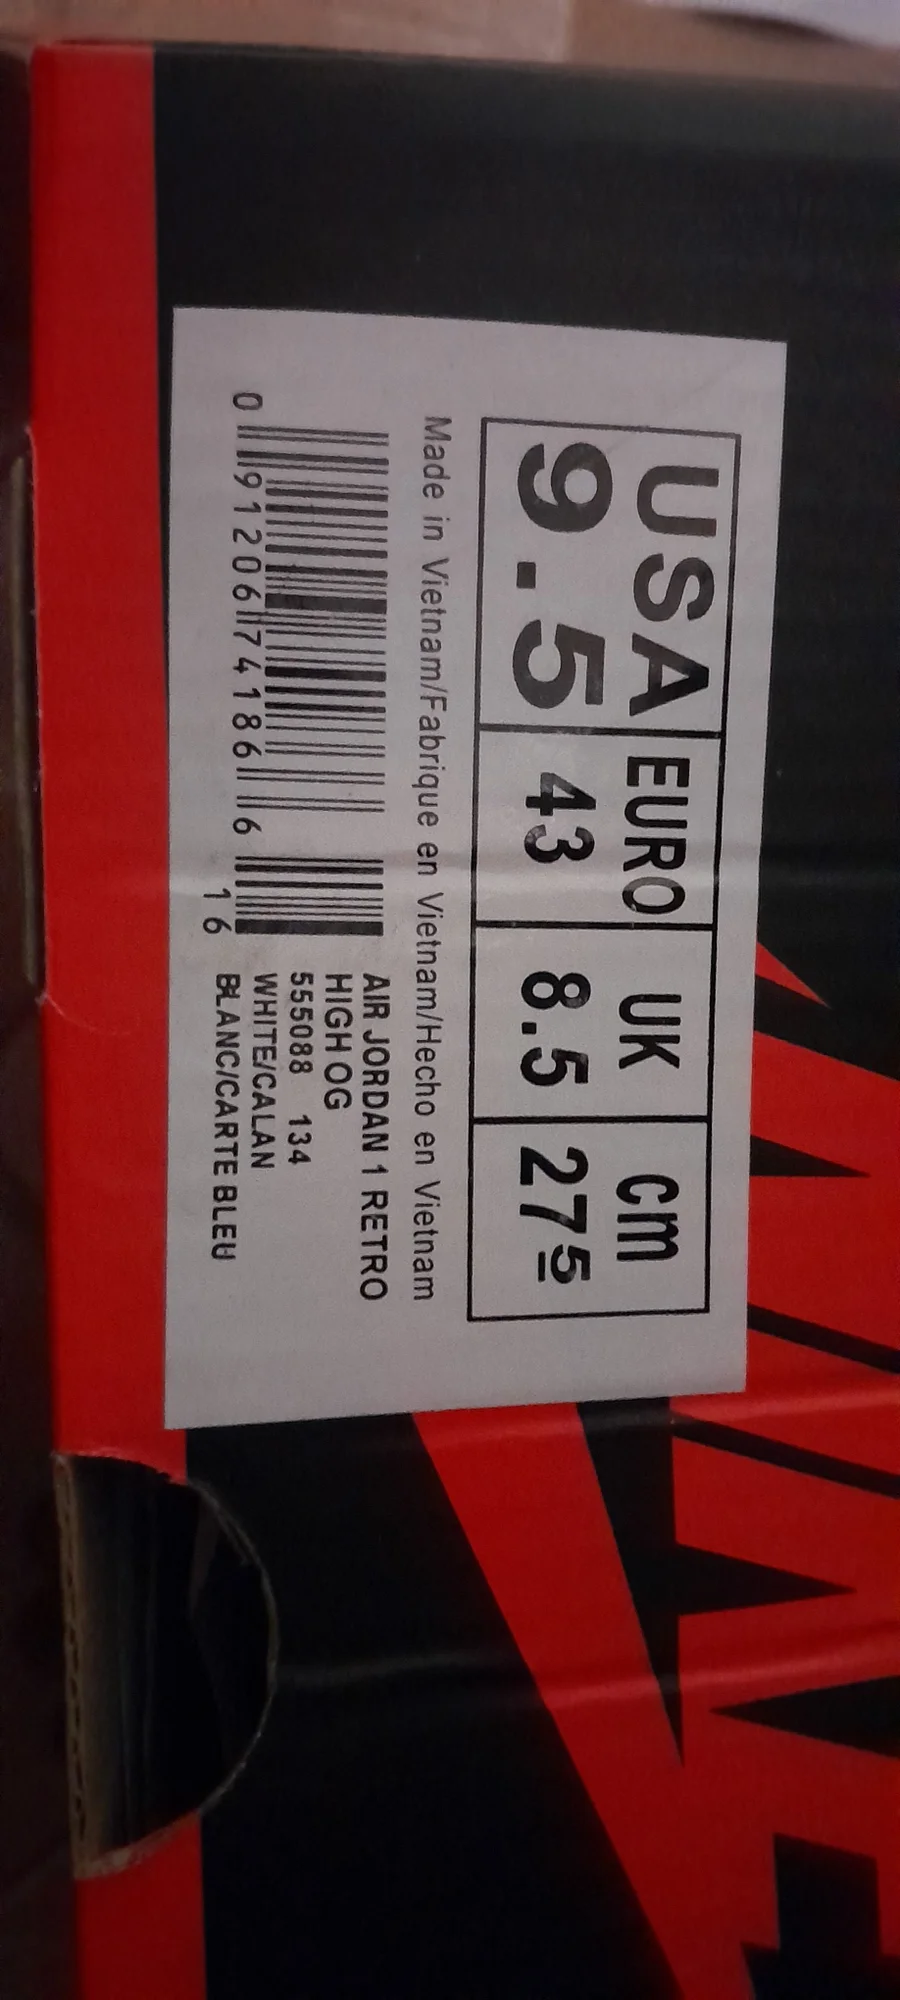 USA EURO UK cm
9.5 43 8.5 27 5
Made in Vietnam/Fabrique en Vietnam/Hecho en Vietnam
0 91206 74186 6 16
AIR JORDAN 1 RETRO
HIGH OG
555088 134
WHITE/CALAN
BLANC/CARTE BLEU